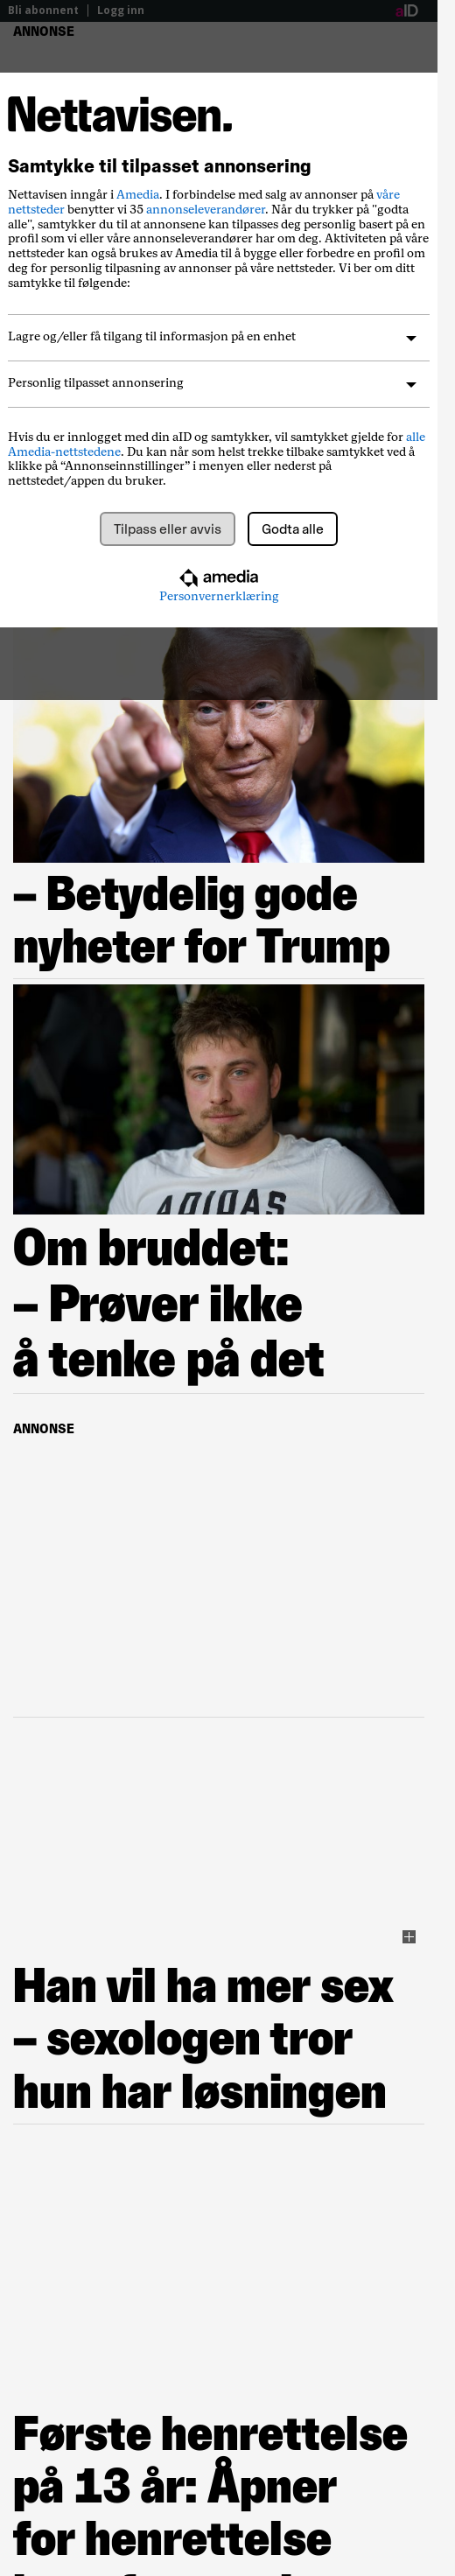 Bli abonnent | Logg inn
aID
ANNONSE
Nettavisen.
Samtykke til tilpasset annonsering
Nettavisen inngår i Amedia. I forbindelse med salg av annonser på våre
nettsteder benytter vi 35 annonseleverandører. Når du trykker på "godta
alle", samtykker du til at annonsene kan tilpasses deg personlig basert på en
profil som vi eller våre annonseleverandører har om deg. Aktiviteten på våre
nettsteder kan også brukes av Amedia til å bygge eller forbedre en profil om
deg for personlig tilpasning av annonser på våre nettsteder. Vi ber om ditt
samtykke til følgende:
Lagre og/eller få tilgang til informasjon på en enhet
Personlig tilpasset annonsering
Hvis du er innlogget med din aID og samtykker, vil samtykket gjelde for alle
Amedia-nettstedene. Du kan når som helst trekke tilbake samtykket ved å
klikke på “Annonseinnstillinger” i menyen eller nederst på
nettstedet/appen du bruker.
Tilpass eller avvis
Godta alle
amedia
Personvernerklæring
– Betydelig gode
nyheter for Trump
ADIDAS
Om bruddet:
– Prøver ikke
å tenke på det
ANNONSE
Han vil ha mer sex
– sexologen tror
hun har løsningen
Første henrettelse
på 13 år: Åpner
for henrettelse